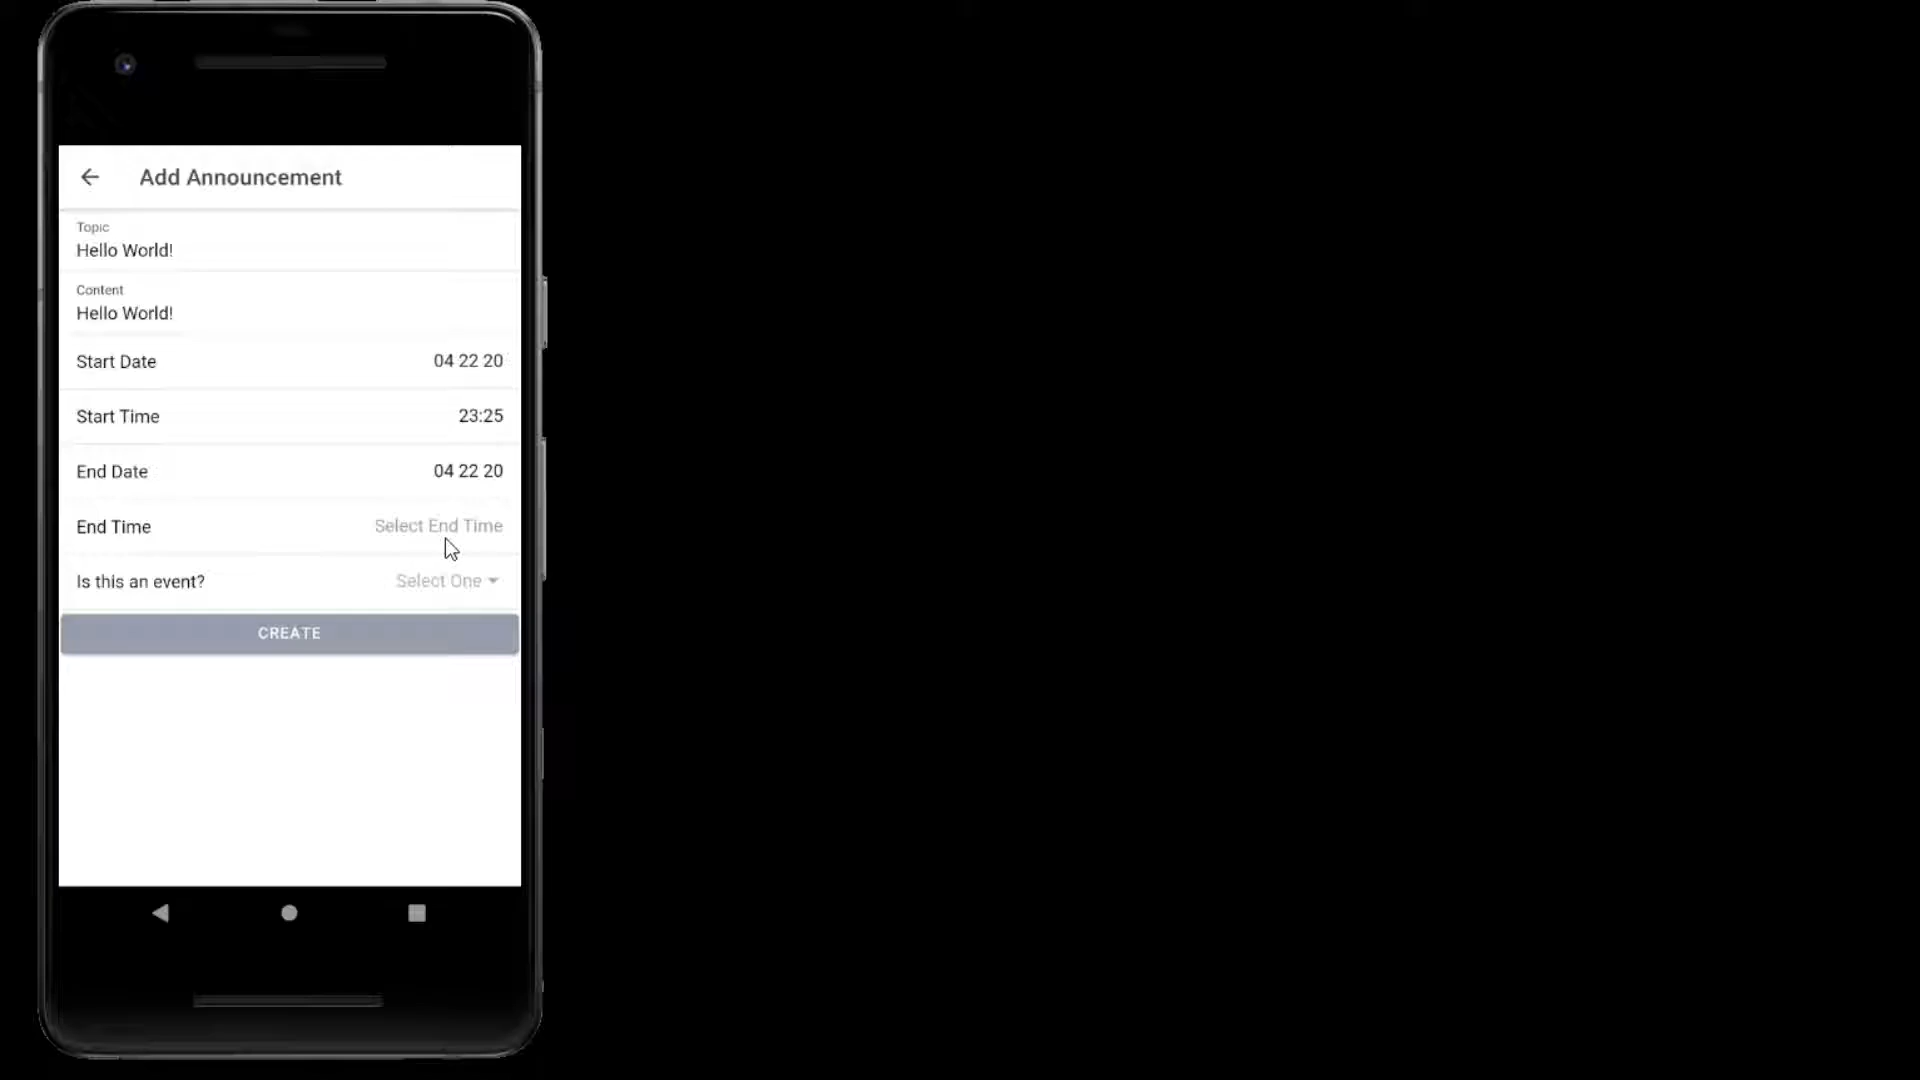 Add Announcement
Topic
Hello World!
Content
Hello World!
Start Date 04 22 20
Start Time 23:25
End Date 04 22 20
End Time Select End Time
Is this an event? Select One
CREATE